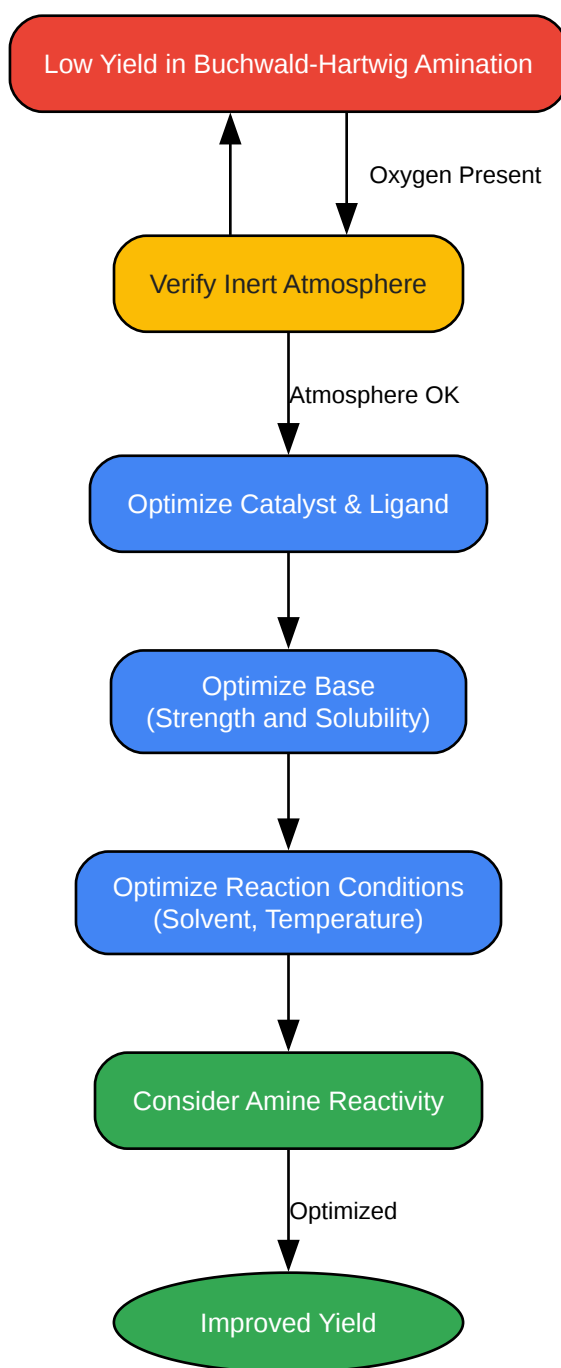 Low Yield in Buchwald-Hartwig Amination
Oxygen Present
Verify Inert Atmosphere
Atmosphere OK
Optimize Catalyst & Ligand
Optimize Base
(Strength and Solubility)
Optimize Reaction Conditions
(Solvent, Temperature)
Consider Amine Reactivity
Optimized
Improved Yield